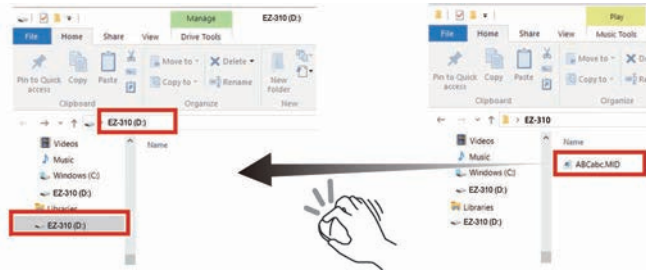 Manage
EZ-310 (D:)
File
Home
Share
View
Drive Tools
Pin to Quick access
Copy
Paste
Move to
Copy to
Delete
Rename
New folder
Clipboard
Organize
New
EZ-310 (D:)
Videos
Music
Windows (C:)
EZ-310 (D:)
Libraries
EZ-310 (D:)
Name
Play
File
Home
Share
View
Music Tools
Pin to Quick access
Copy
Paste
Move to
Copy to
Clipboard
Organize
EZ-310
Videos
Music
Windows (C:)
EZ-310 (D:)
Libraries
EZ-310 (D:)
Name
ABCabc.MID